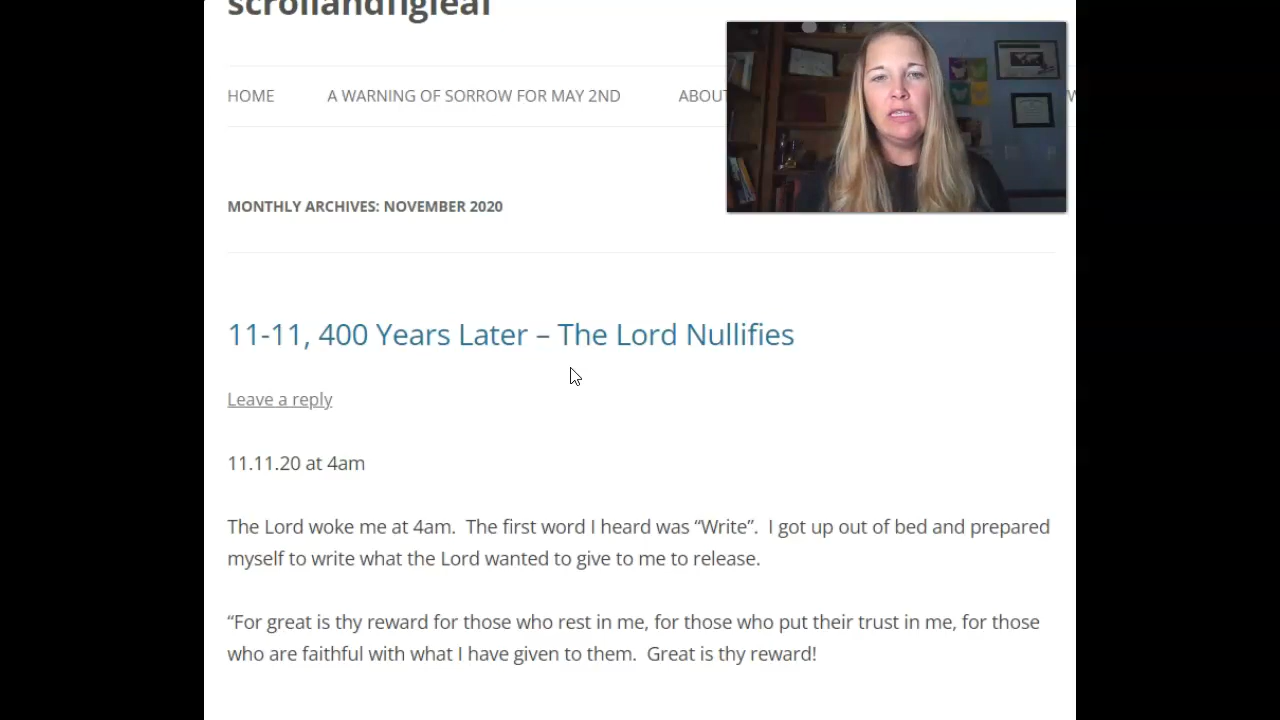 scrollandfigleaf
HOME A WARNING OF SORROW FOR MAY 2ND ABOUT
MONTHLY ARCHIVES: NOVEMBER 2020
11-11, 400 Years Later – The Lord Nullifies
Leave a reply
11.11.20 at 4am
The Lord woke me at 4am.  The first word I heard was “Write”.  I got up out of bed and prepared
myself to write what the Lord wanted to give to me to release.
“For great is thy reward for those who rest in me, for those who put their trust in me, for those
who are faithful with what I have given to them.  Great is thy reward!